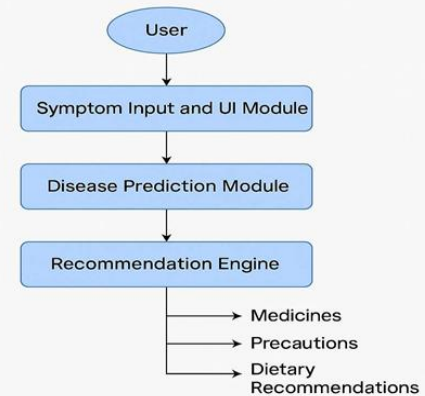 User
Symptom Input and UI Module
Disease Prediction Module
Recommendation Engine
Medicines
Precautions
Dietary
Recommendations